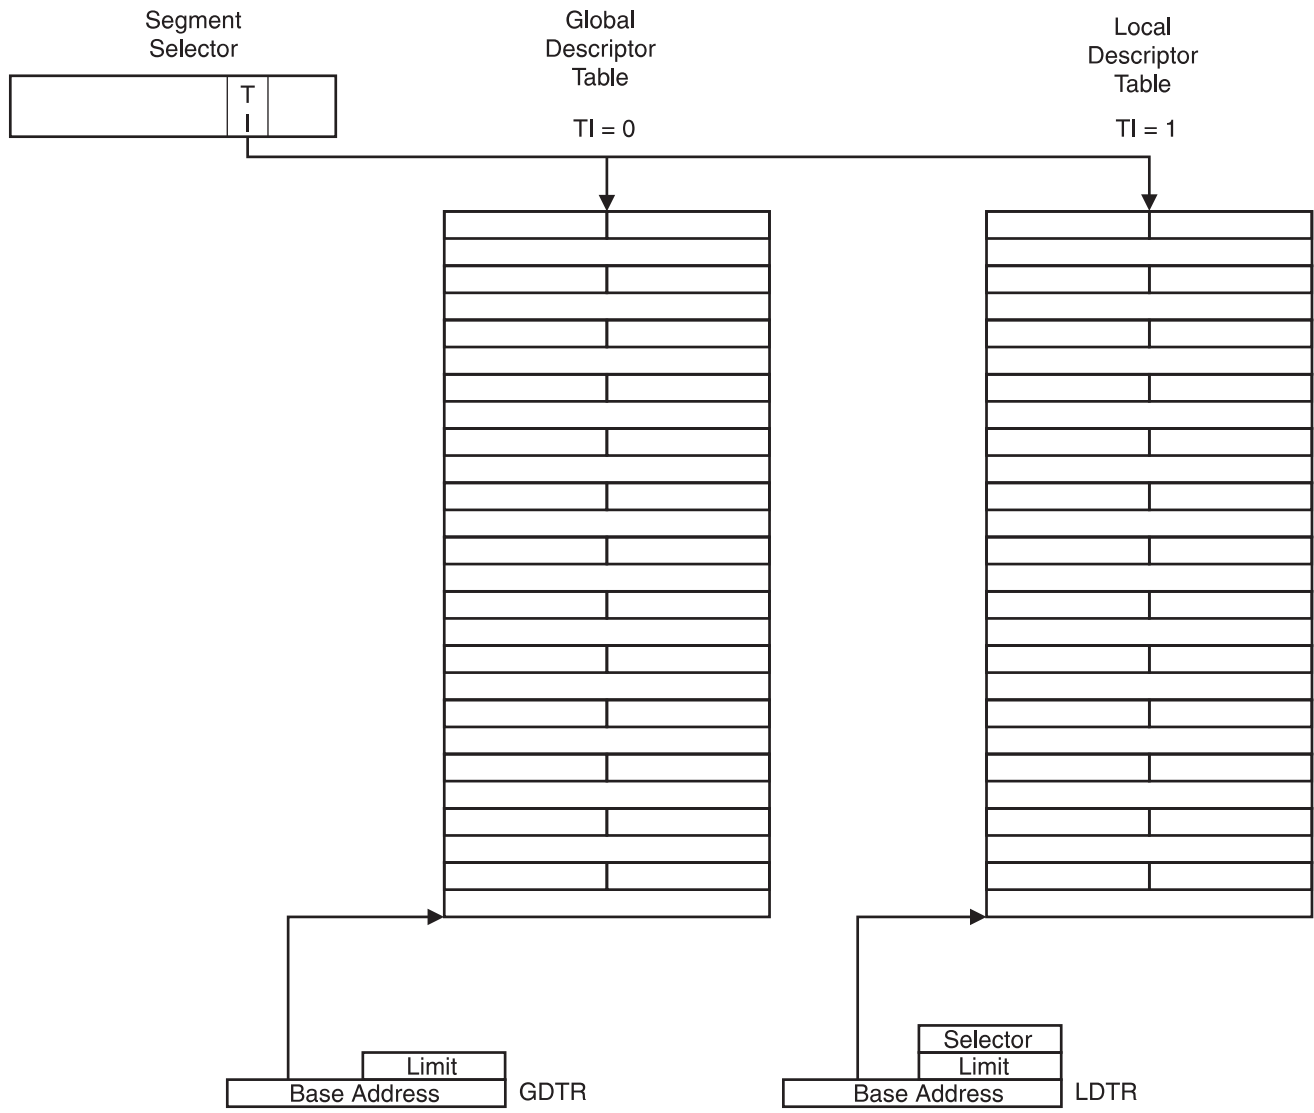 Segment
Selector
T
I
Global
Descriptor
Table
TI = 0
Local
Descriptor
Table
TI = 1
Limit
Base Address
GDTR
Selector
Limit
Base Address
LDTR